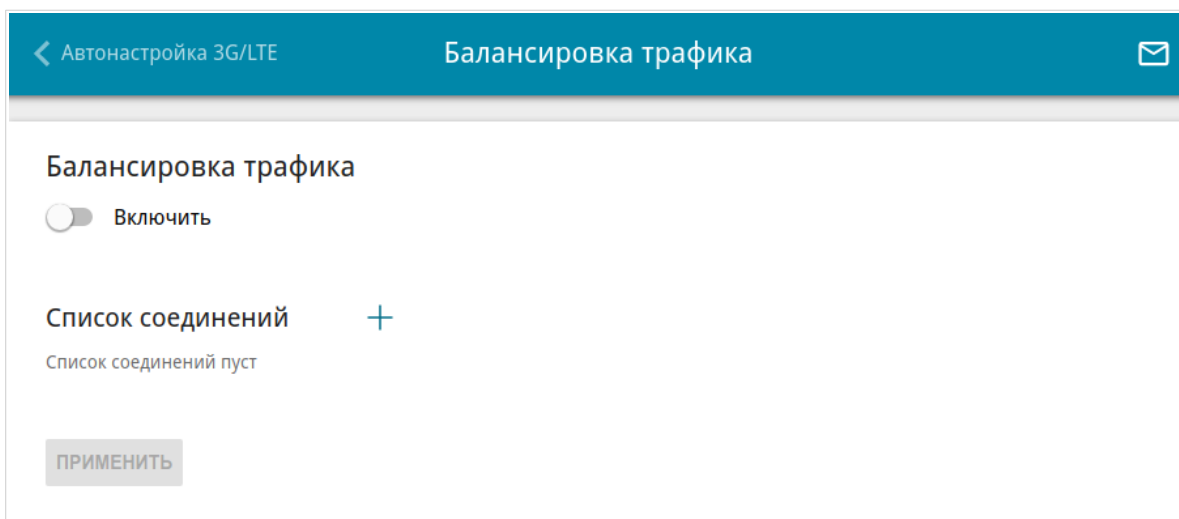 Автонастройка 3G/LTE
Балансировка трафика
Балансировка трафика
Включить
Список соединений
Список соединений пуст
ПРИМЕНИТЬ